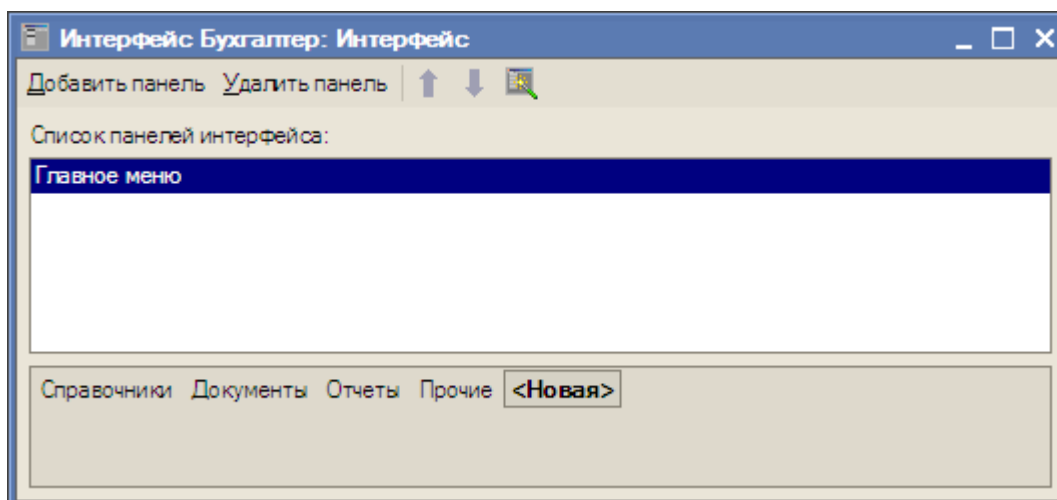 Интерфейс Бухгалтер: Интерфейс
Добавить панель Удалить панель
Список панелей интерфейса:
Главное меню
Справочники Документы Отчеты Прочие <Новая>